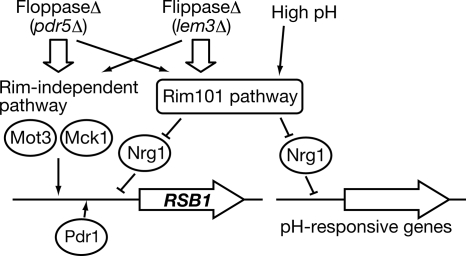 FloppaseΔ
(pdr5Δ)
FlippaseΔ
(lem3Δ)
High pH
Rim-independent
pathway
Rim101 pathway
Mot3
Mck1
Nrg1
Nrg1
RSB1
Pdr1
pH-responsive genes